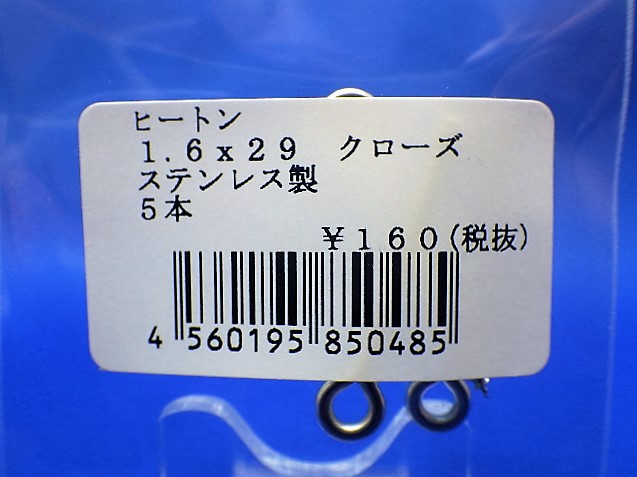 ヒートン
１.６ｘ２９　クローズ
ステンレス製
５本
￥１６０(税抜)
4 560195 850485